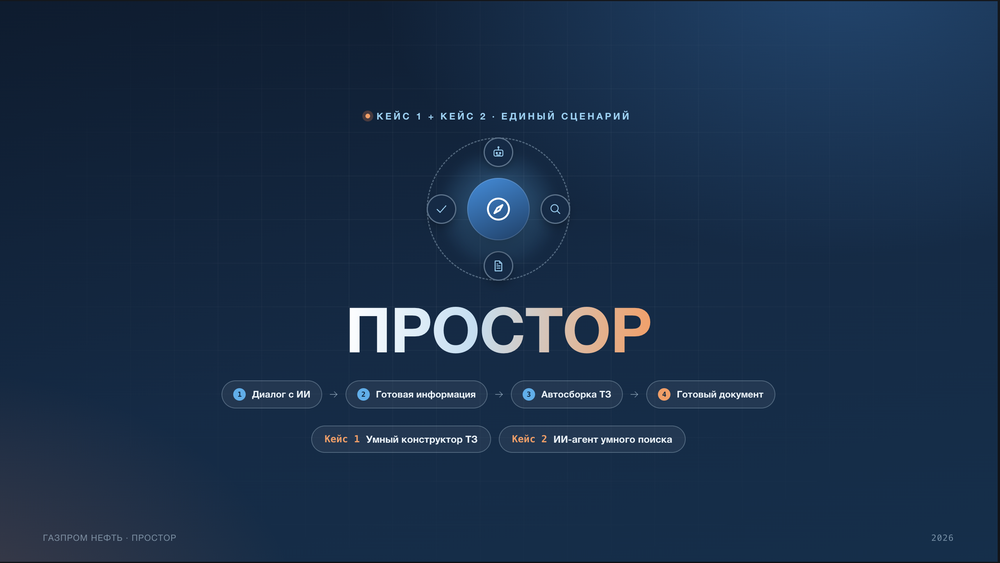 КЕЙС 1 + КЕЙС 2 · ЕДИНЫЙ СЦЕНАРИЙ
ПРОСТОР
1 Диалог с ИИ → 2 Готовая информация → 3 Автосборка ТЗ → 4 Готовый документ
Кейс 1 Умный конструктор ТЗ Кейс 2 ИИ-агент умного поиска
ГАЗПРОМ НЕФТЬ · ПРОСТОР 2026